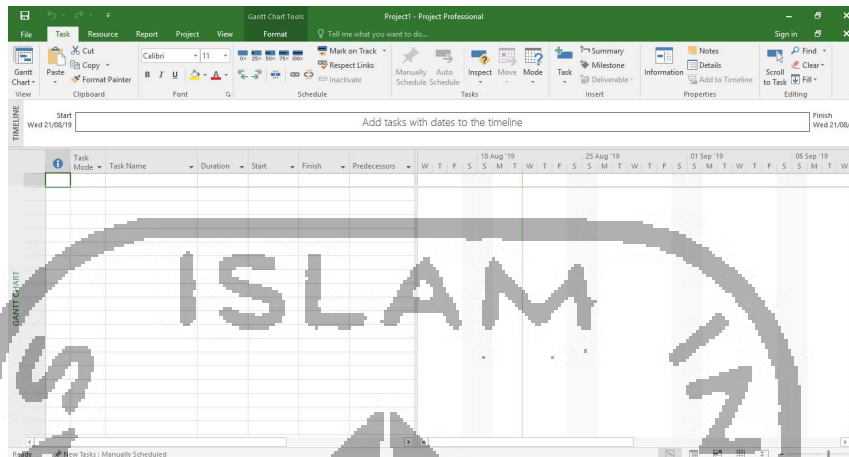 Gantt Chart Tools Project1 - Project Professional
File Task Resource Report Project View Format Tell me what you want to do... Sign in
Gantt Chart Paste Cut Copy Format Painter
Calibri 11
B I U A
0% 25% 50% 75% 100%
Mark on Track
Respect Links
Inactivate
Manually Schedule Auto Schedule Inspect Move Mode
Task Summary Milestone Deliverable
Information Notes Details Add to Timeline
Scroll to Task Find Clear Fill
View Clipboard Font Schedule Tasks Insert Properties Editing
TIMELINE
Start
Wed 21/08/19
Add tasks with dates to the timeline
Finish
Wed 21/08/
Task Mode Task Name Duration Start Finish Predecessors
18 Aug '19 25 Aug '19 01 Sep '19 08 Sep '19
W T F S S M T W T F S S M T W T F S S M T W T F S S M T W
GANTT CHART
ISLAM
Ready New Tasks : Manually Scheduled